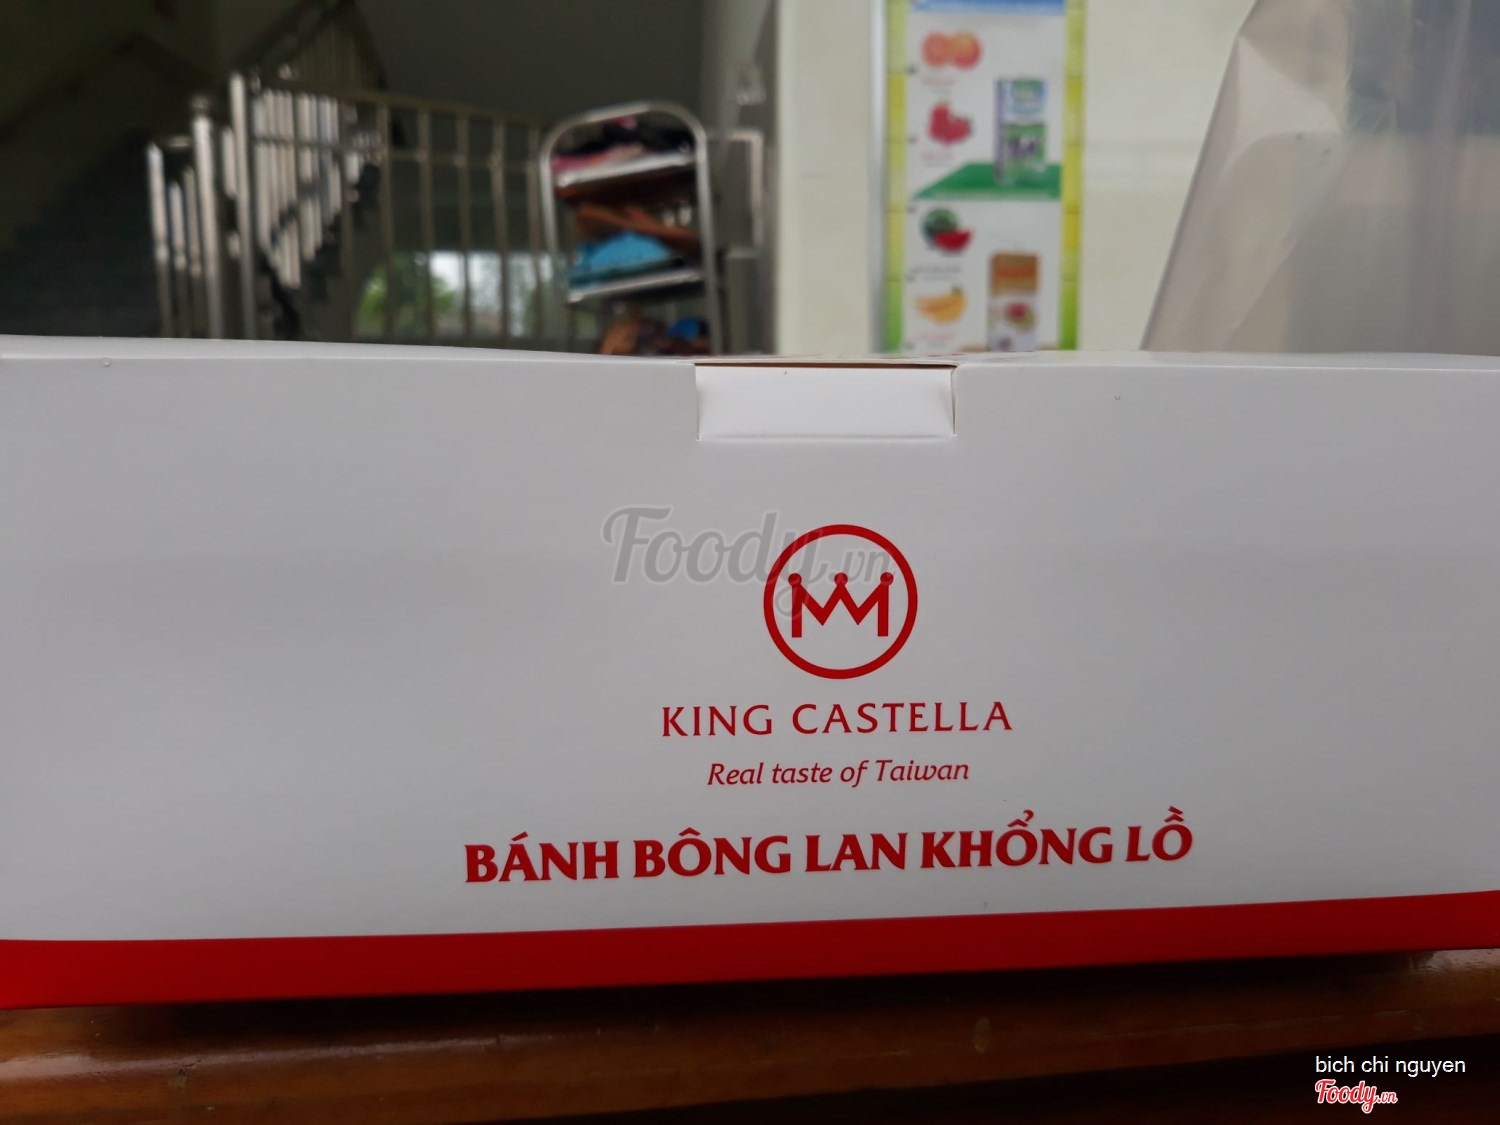 Foody.vn
KING CASTELLA
Real taste of Taiwan
BÁNH BÔNG LAN KHỔNG LỒ
bich chi nguyen
Foody.vn